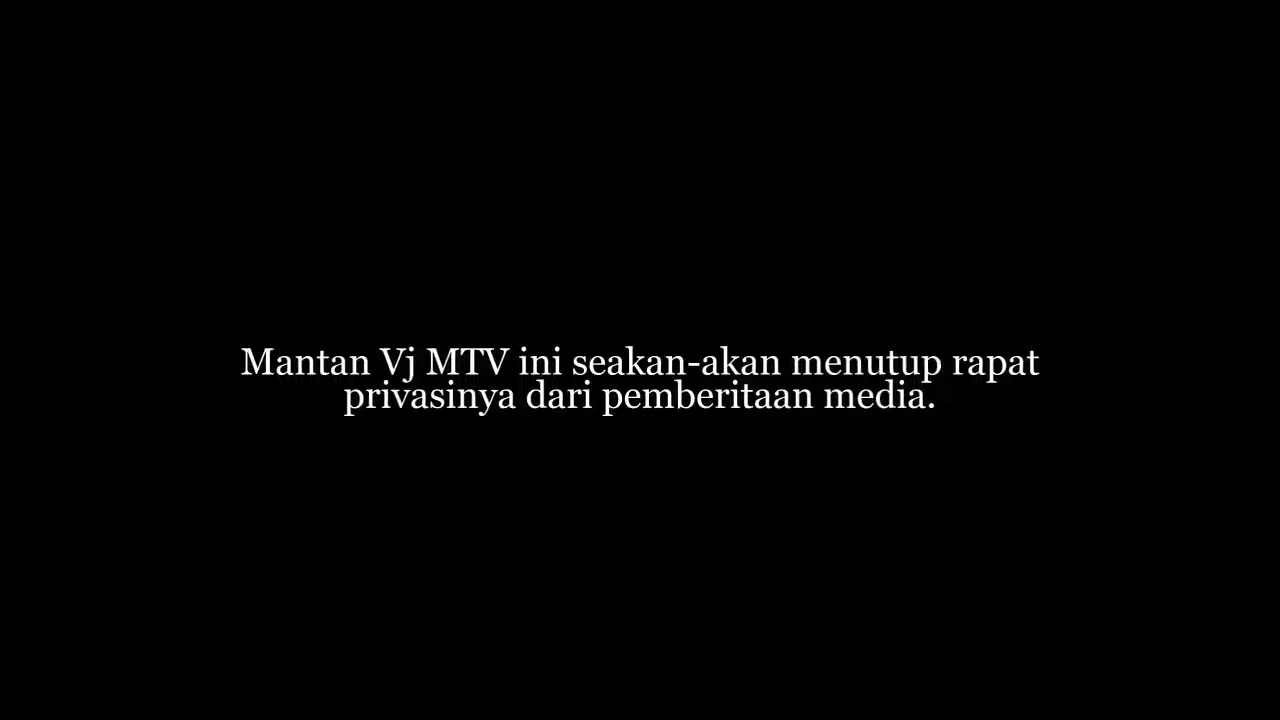 Mantan Vj MTV ini seakan-akan menutup rapat
privasinya dari pemberitaan media.